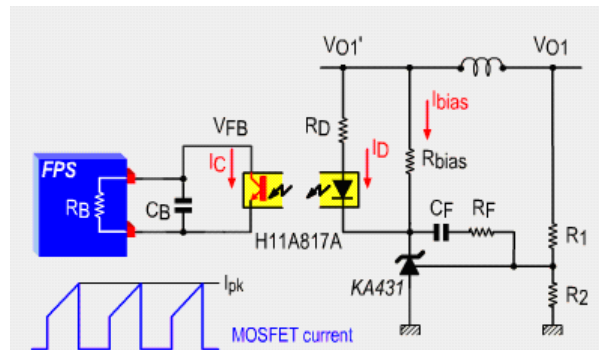 VO1'
VO1
Ibias
RD
ID
Rbias
VFB
IC
FPS
RB
CB
H11A817A
CF
RF
R1
KA431
R2
Ipk
MOSFET current